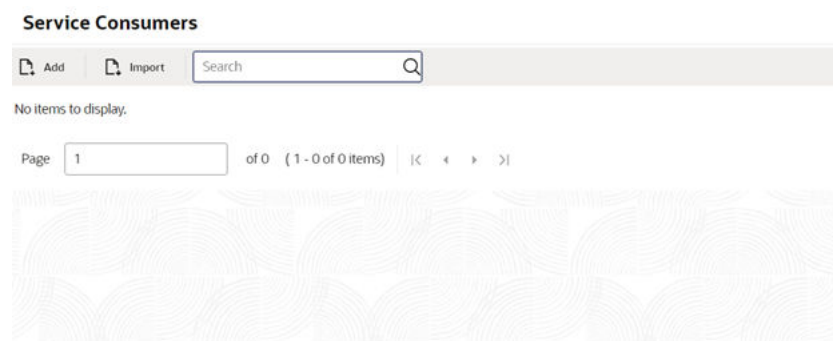 Service Consumers
Add Import Search
No items to display.
Page 1 of 0 ( 1 - 0 of 0 items)